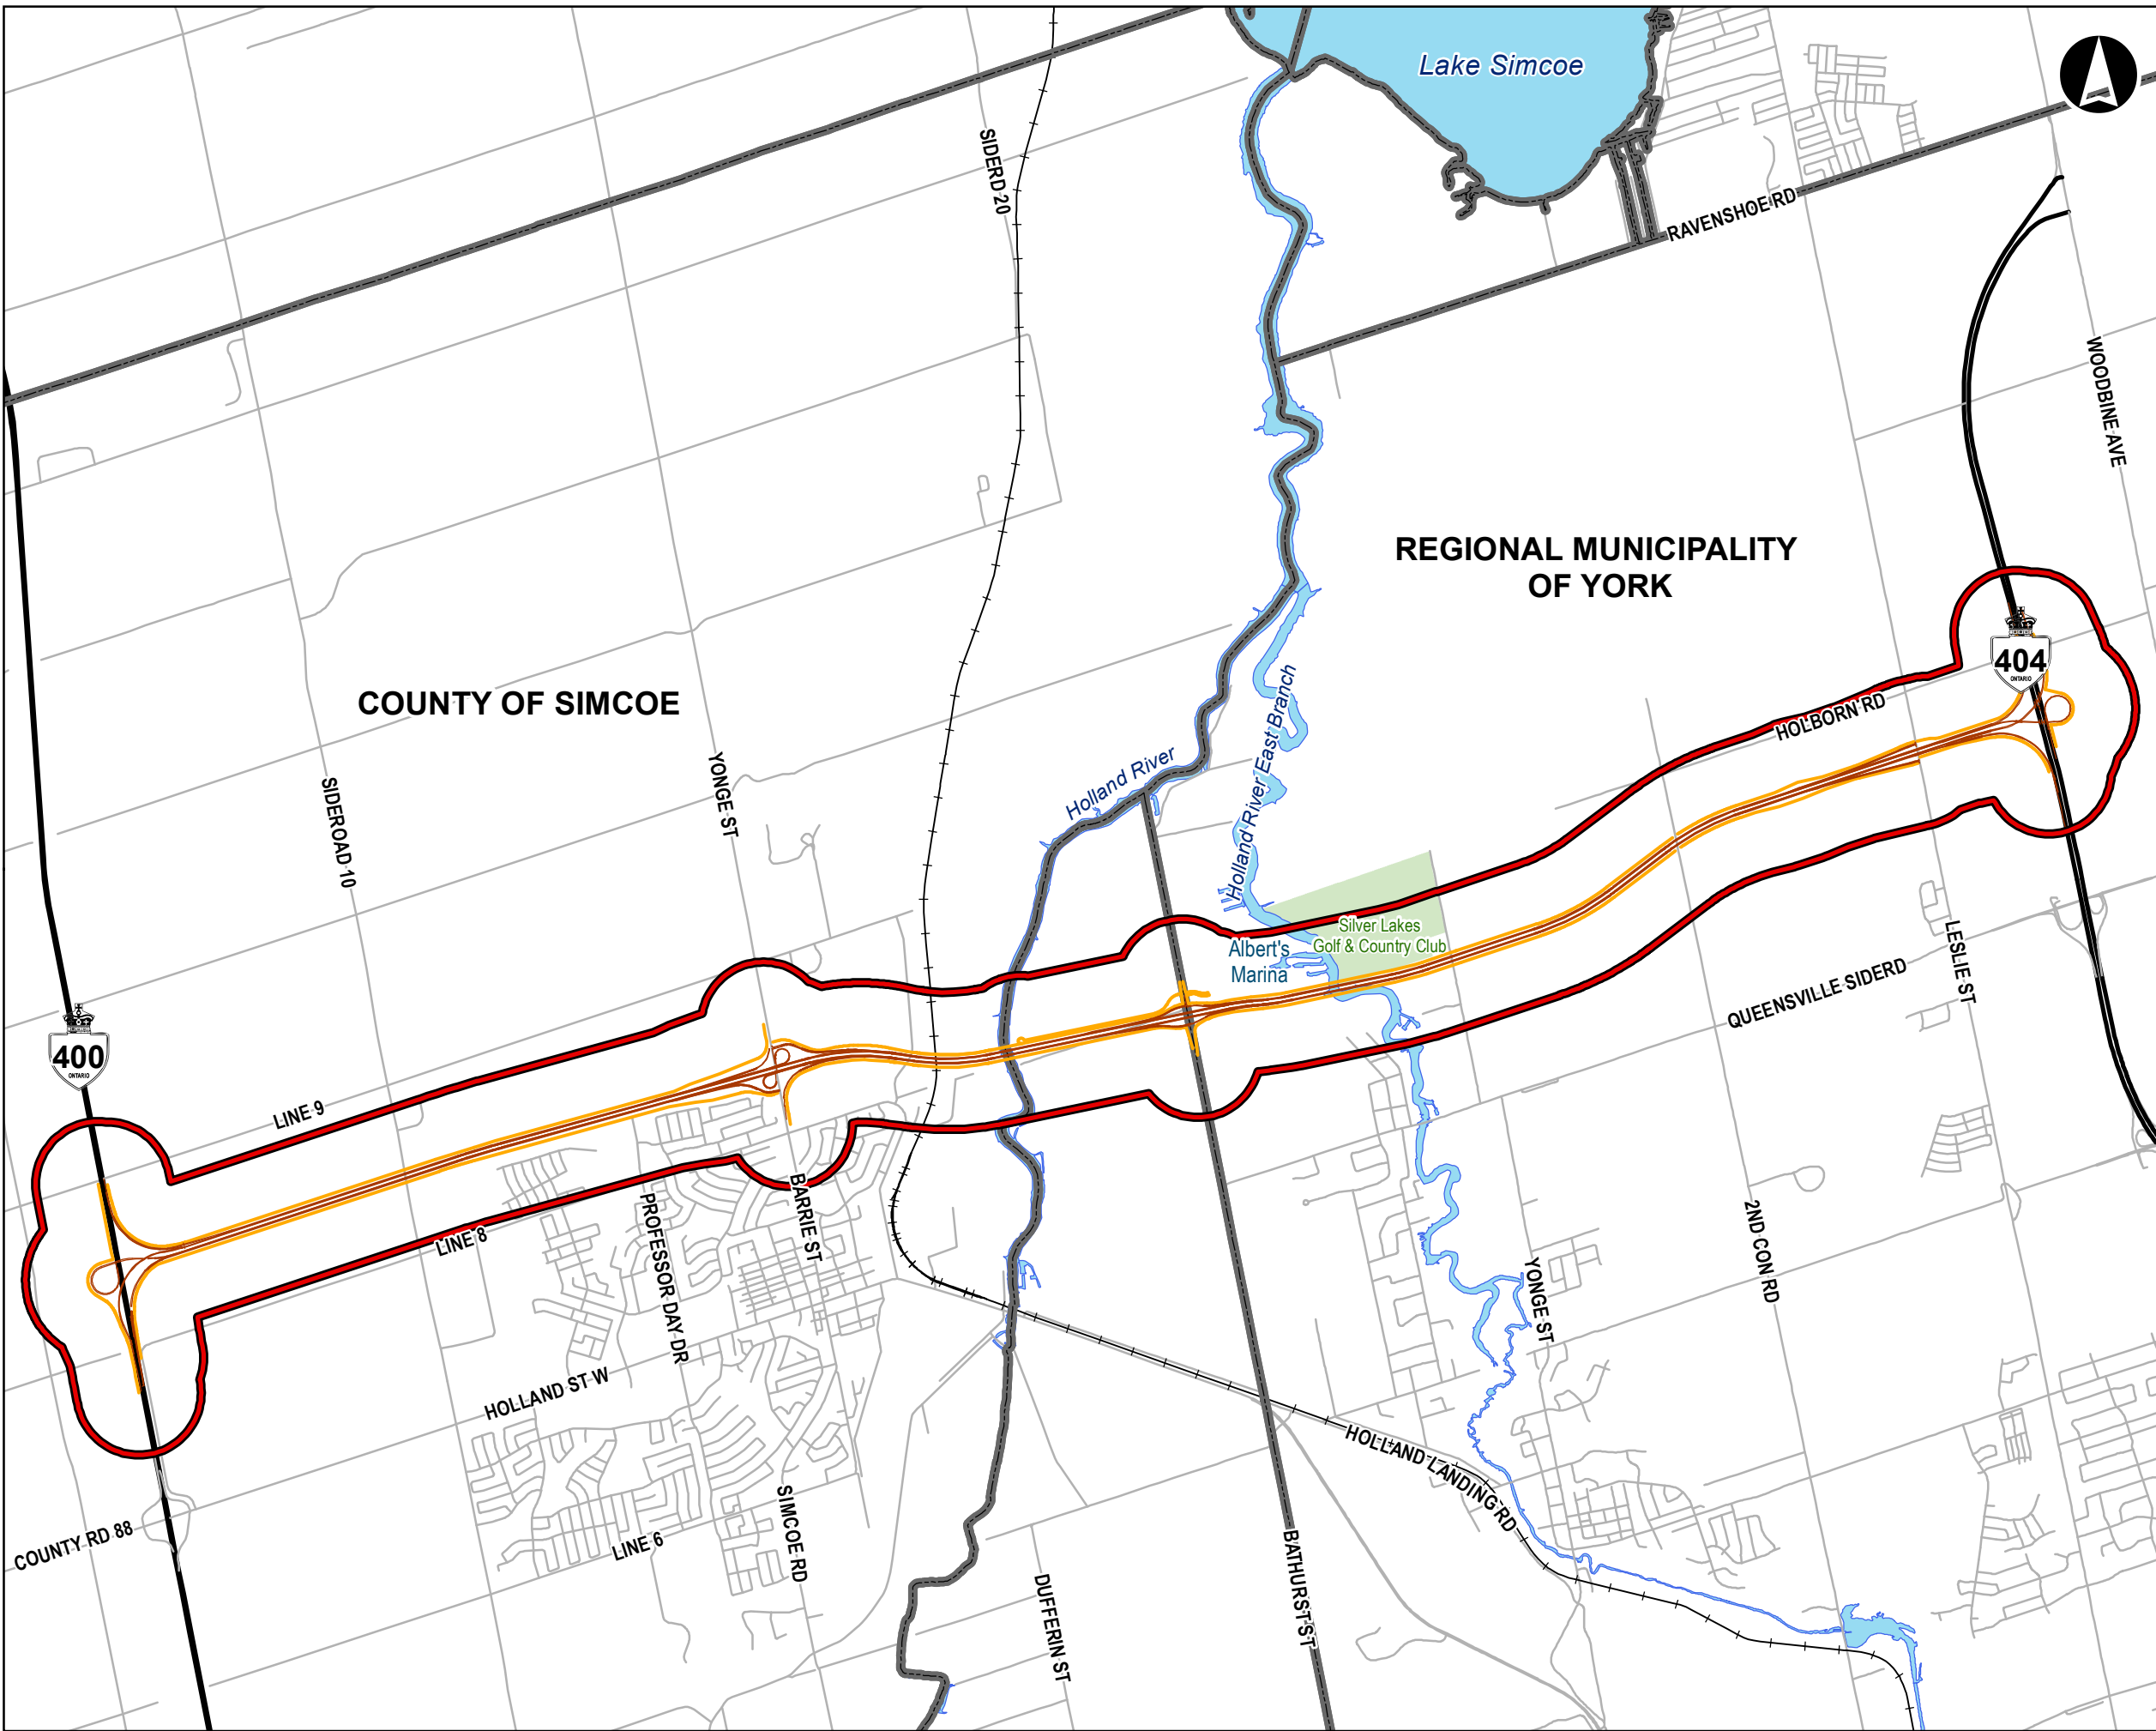 Lake Simcoe
SIDERD 20
RAVENSHOE RD
WOODBINE AVE
REGIONAL MUNICIPALITY
OF YORK
404
ONTARIO
COUNTY OF SIMCOE
HOLBORN RD
Holland River East Branch
Holland River
YONGE ST
SIDEROAD 10
Silver Lakes
Golf & Country Club
Albert's
Marina
LESLIE ST
QUEENSVILLE SIDERD
400
ONTARIO
LINE 9
LINE 8
BARRIE ST
PROFESSOR DAY DR
2ND CON RD
YONGE ST
HOLLAND ST W
HOLLAND LANDING RD
SIMCOE RD
COUNTY RD 88
LINE 6
BATHURST ST
DUFFERIN ST